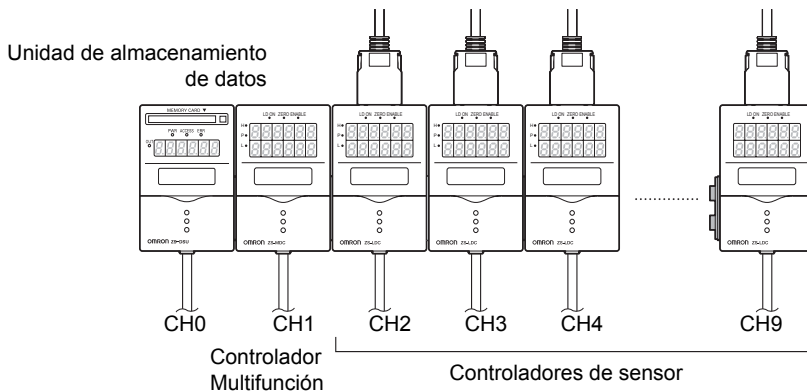 Unidad de almacenamiento
de datos
MEMORY CARD ▼
PWR ACCESS ERR
OUT
LD ON ZERO ENABLE
H
P
L
LD ON ZERO ENABLE
H
P
L
LD ON ZERO ENABLE
H
P
L
LD ON ZERO ENABLE
H
P
L
LD ON ZERO ENABLE
OMRON ZS-DSU
OMRON ZS-MDC
OMRON ZS-LDC
OMRON ZS-LDC
OMRON ZS-LDC
OMRON ZS-LDC
CH0 CH1 CH2 CH3 CH4 CH9
Controlador
Multifunción
Controladores de sensor